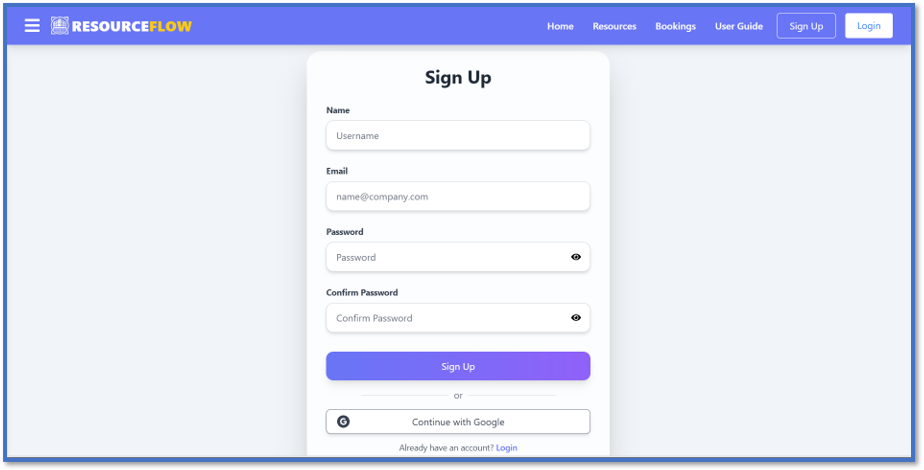 RESOURCEFLOW
Home Resources Bookings User Guide Sign Up Login
Sign Up
Name
Username
Email
name@company.com
Password
Password
Confirm Password
Confirm Password
Sign Up
or
G Continue with Google
Already have an account? Login